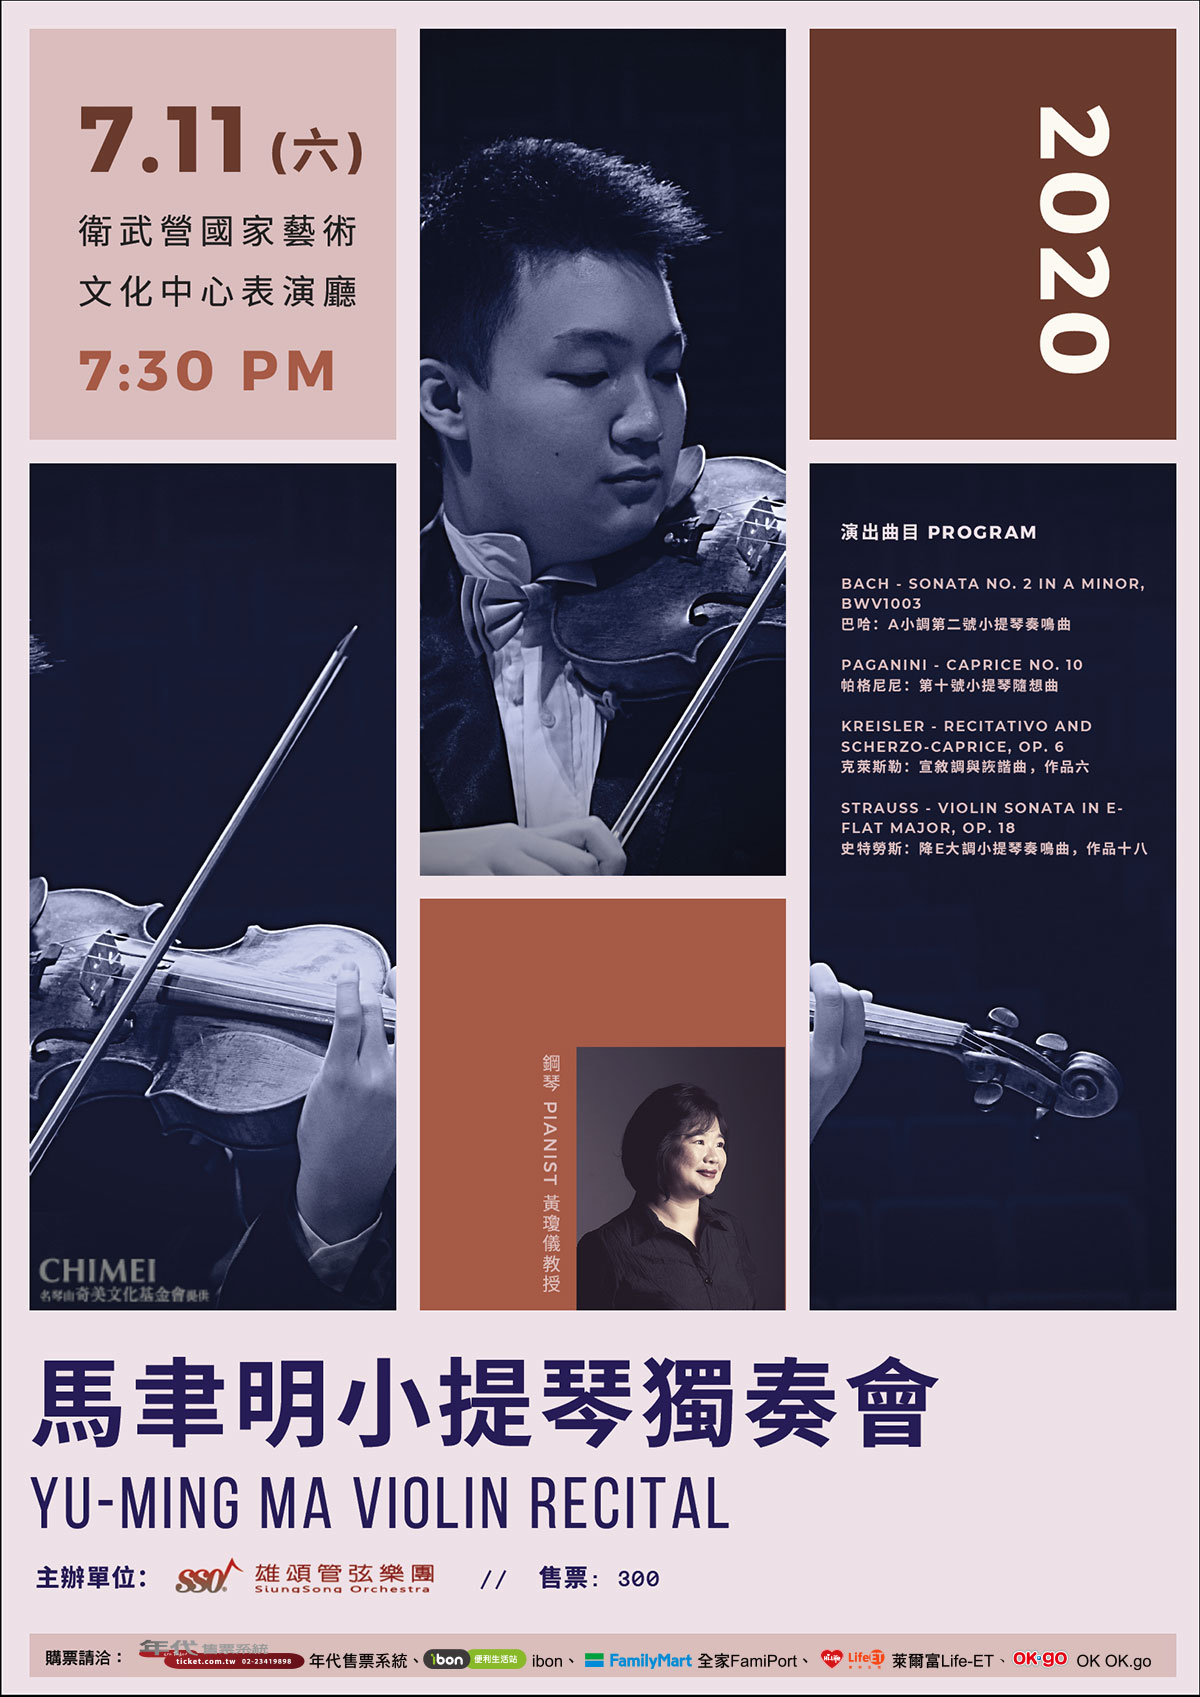 7.11 (六)
衛武營國家藝術
文化中心表演廳
7:30 PM
2020
演出曲目 PROGRAM
BACH - SONATA NO. 2 IN A MINOR,
BWV1003
巴哈：A小調第二號小提琴奏鳴曲
PAGANINI - CAPRICE NO. 10
帕格尼尼：第十號小提琴隨想曲
KREISLER - RECITATIVO AND
SCHERZO-CAPRICE, OP. 6
克萊斯勒：宣敘調與詼諧曲，作品六
STRAUSS - VIOLIN SONATA IN E-
FLAT MAJOR, OP. 18
史特勞斯：降E大調小提琴奏鳴曲，作品十八
鋼琴 PIANIST 黃瓊儀教授
CHIMEI
名琴由奇美文化基金會提供
馬聿明小提琴獨奏會
YU-MING MA VIOLIN RECITAL
主辦單位： SSO 雄頌管弦樂團 // 售票：300
SiungSong Orchestra
購票請洽： 年代售票系統 ticket.com.tw 02-23419898 年代售票系統、ibon 便利生活站 ibon、FamilyMart 全家FamiPort、Hi-Life LifeET 萊爾富Life-ET、OK·go OK OK.go